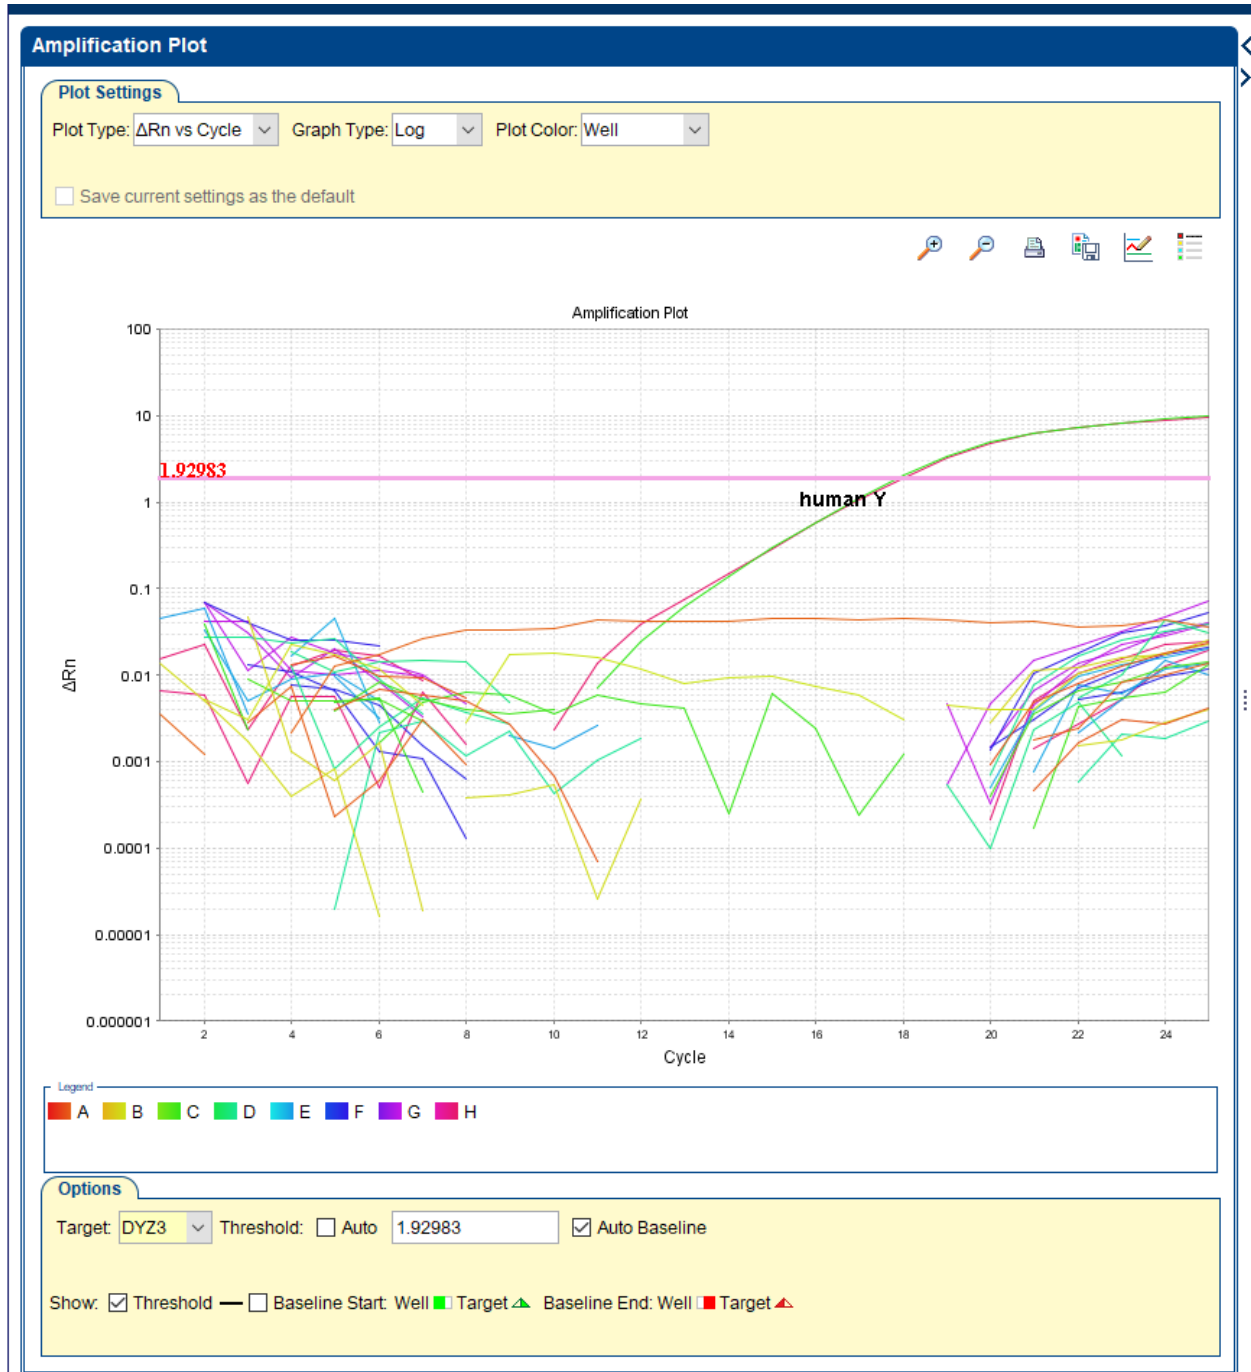 Amplification Plot
Plot Settings
Plot Type: ΔRn vs Cycle Graph Type: Log Plot Color: Well
Save current settings as the default
Amplification Plot
100
10
1.92983
1
human Y
0.1
0.01
0.001
0.0001
0.00001
0.000001
ΔRn
2 4 6 8 10 12 14 16 18 20 22 24
Cycle
Legend
A B C D E F G H
Options
Target: DYZ3 Threshold: Auto 1.92983 Auto Baseline
Show: Threshold Baseline Start: Well Target Baseline End: Well Target